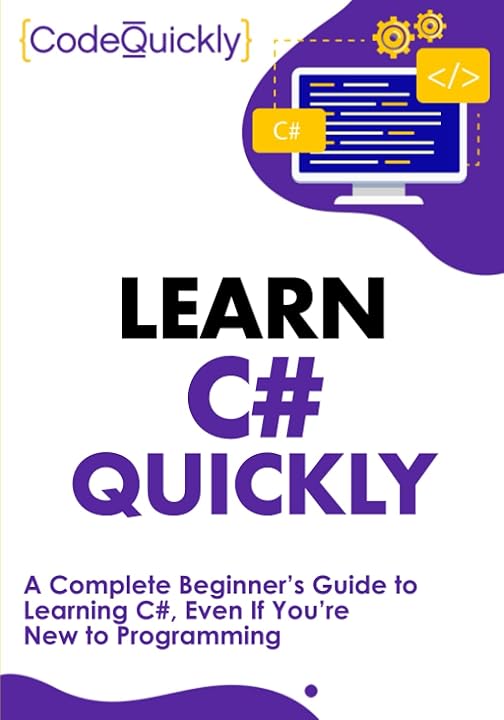 {CodeQuickly}
</>
C#
LEARN
C#
QUICKLY
A Complete Beginner's Guide to
Learning C#, Even If You're
New to Programming